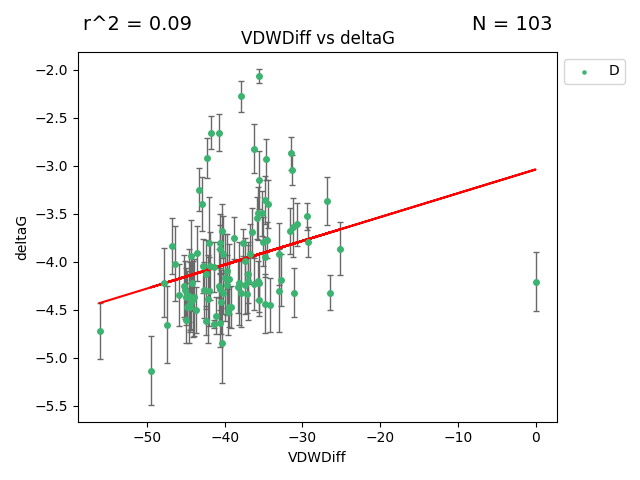 r^2 = 0.09
N = 103
VDWDiff vs deltaG
D
−2.0
−2.5
−3.0
−3.5
−4.0
−4.5
−5.0
−5.5
deltaG
−50
−40
−30
−20
−10
0
VDWDiff